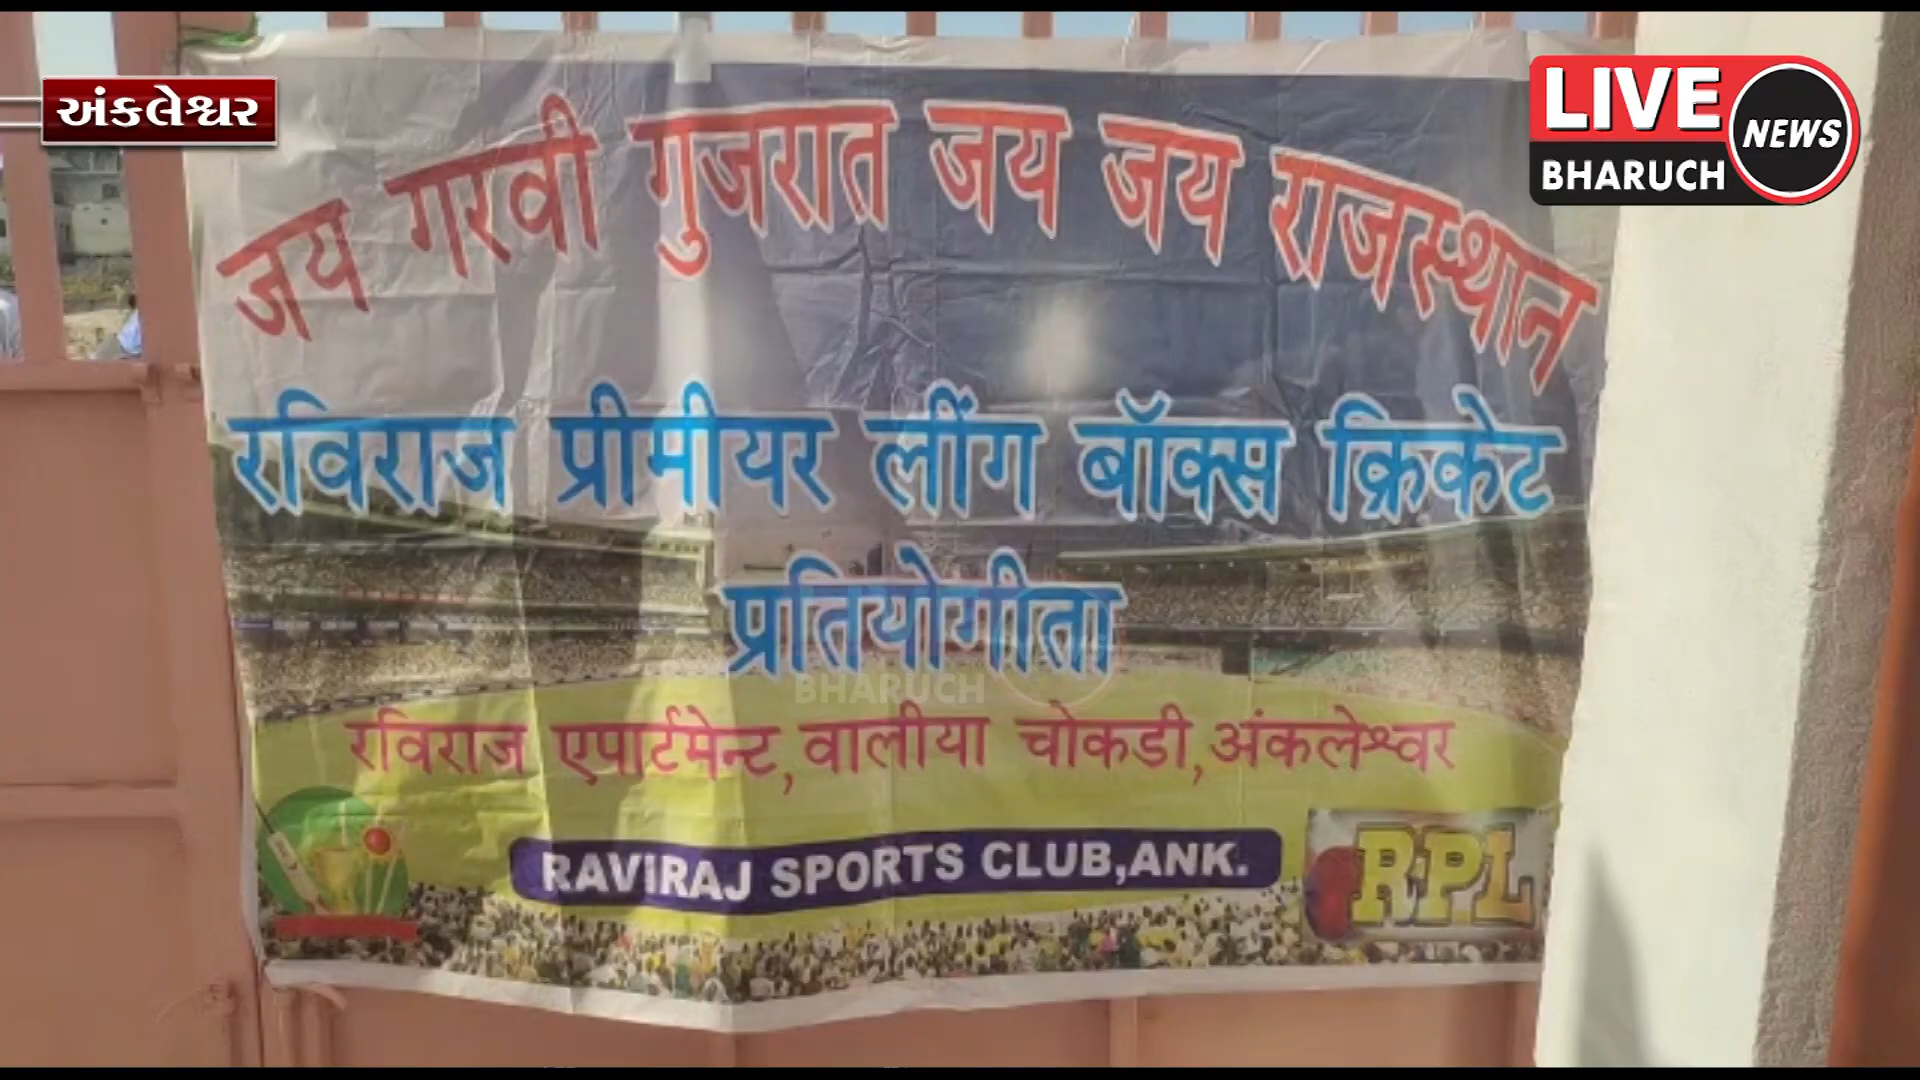 અંકલેશ્વર
LIVE
BHARUCH
NEWS
जय गरवी गुजरात जय जय राजस्थान
रविराज प्रीमीयर लींग बॉक्स क्रिकेट
प्रतियोगीता
BHARUCH
रविराज एपार्टमेन्ट,वालीया चोकडी,अंकलेश्वर
RAVIRAJ SPORTS CLUB,ANK.
RPL